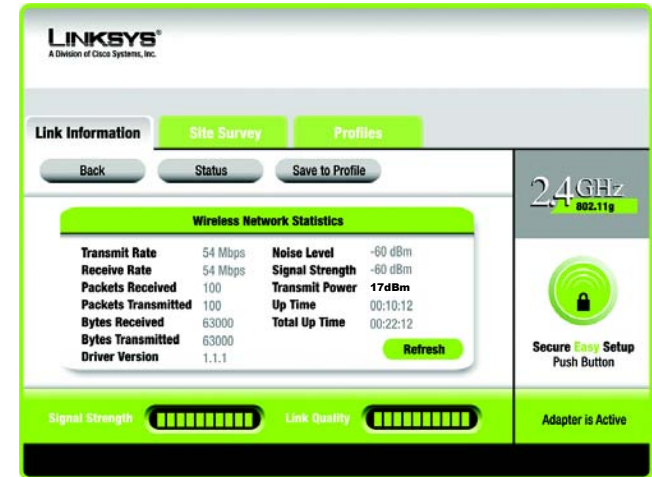 LINKSYS®
A Division of Cisco Systems, Inc.
Link Information Site Survey Profiles
Back Status Save to Profile
2.4GHz
802.11g
Wireless Network Statistics
Transmit Rate 54 Mbps Noise Level -60 dBm
Receive Rate 54 Mbps Signal Strength -60 dBm
Packets Received 100 Transmit Power 17dBm
Packets Transmitted 100 Up Time 00:10:12
Bytes Received 63000 Total Up Time 00:22:12
Bytes Transmitted 63000
Driver Version 1.1.1
Refresh
Secure Easy Setup
Push Button
Signal Strength Link Quality Adapter is Active